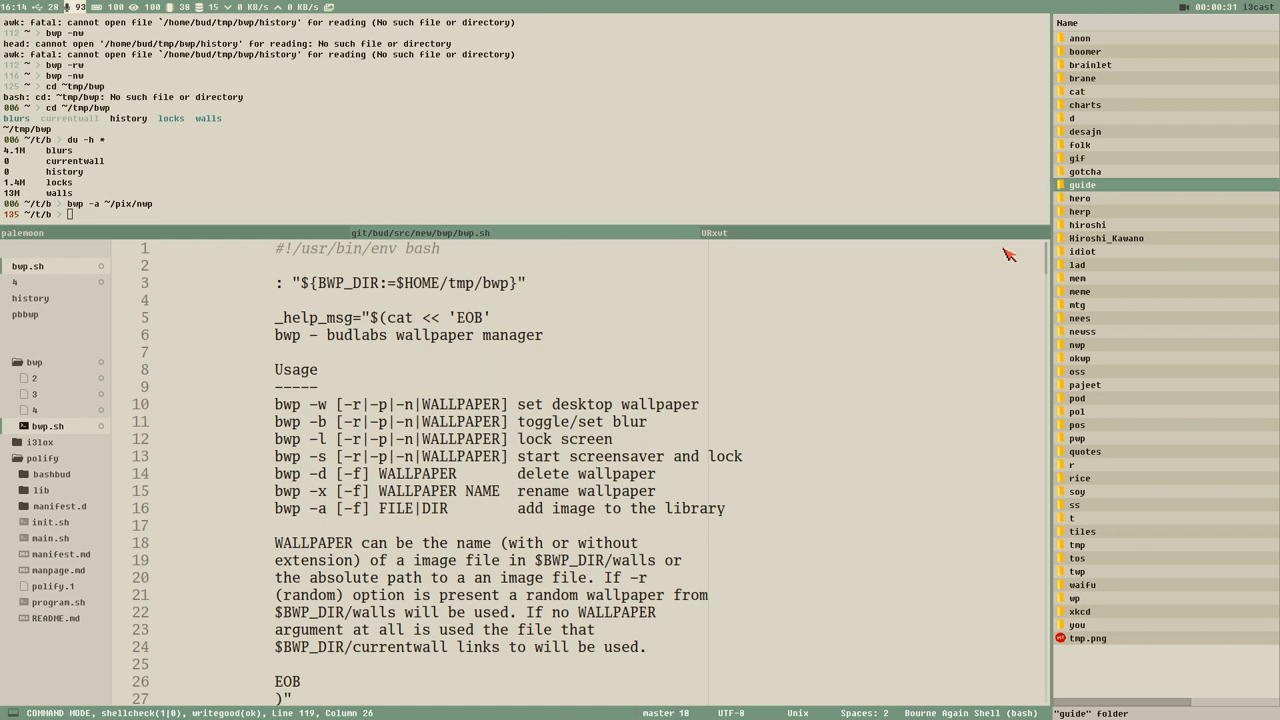 16:14 28 93 100 100 38 15 0 KB/s 0 KB/s 00:00:31 i3cast
awk: fatal: cannot open file `/home/bud/tmp/bwp/history' for reading (No such file or directory)
112 ~ > bwp -nw
head: cannot open '/home/bud/tmp/bwp/history' for reading: No such file or directory
awk: fatal: cannot open file `/home/bud/tmp/bwp/history' for reading (No such file or directory)
112 ~ > bwp -rw
116 ~ > bwp -nw
125 ~ > cd ~tmp/bwp
bash: cd: ~tmp/bwp: No such file or directory
006 ~ > cd ~/tmp/bwp
blurs currentwall history locks walls
~/tmp/bwp
006 ~/t/b > du -h *
4.1M blurs
0 currentwall
0 history
1.4M locks
13M walls
006 ~/t/b > bwp -a ~/pix/nwp
135 ~/t/b >
palemoon git/bud/src/new/bwp/bwp.sh URxvt
bwp.sh
4
history
pbbwp
bwp
2
3
4
bwp.sh
i3lox
polify
bashbud
lib
manifest.d
init.sh
main.sh
manifest.md
manpage.md
polify.1
program.sh
README.md
1 #!/usr/bin/env bash
2
3 : "${BWP_DIR:=$HOME/tmp/bwp}"
4
5 _help_msg="$(cat << 'EOB'
6 bwp - budlabs wallpaper manager
7
8 Usage
9 -----
10 bwp -w [-r|-p|-n|WALLPAPER] set desktop wallpaper
11 bwp -b [-r|-p|-n|WALLPAPER] toggle/set blur
12 bwp -l [-r|-p|-n|WALLPAPER] lock screen
13 bwp -s [-r|-p|-n|WALLPAPER] start screensaver and lock
14 bwp -d [-f] WALLPAPER delete wallpaper
15 bwp -x [-f] WALLPAPER NAME rename wallpaper
16 bwp -a [-f] FILE|DIR add image to the library
17
18 WALLPAPER can be the name (with or without
19 extension) of a image file in $BWP_DIR/walls or
20 the absolute path to a an image file. If -r
21 (random) option is present a random wallpaper from
22 $BWP_DIR/walls will be used. If no WALLPAPER
23 argument at all is used the file that
24 $BWP_DIR/currentwall links to will be used.
25
26 EOB
27 )"
COMMAND MODE, shellcheck(1|0), writegood(ok), Line 119, Column 26 master 18 UTF-8 Unix Spaces: 2 Bourne Again Shell (bash)
Name
anon
boomer
brainlet
brane
cat
charts
d
desajn
folk
gif
gotcha
guide
hero
herp
hiroshi
Hiroshi_Kawano
idiot
lad
mem
meme
mtg
nees
newss
nwp
okwp
oss
pajeet
pod
pol
pos
pwp
quotes
r
rice
soy
ss
t
tiles
tmp
tos
twp
waifu
wp
xkcd
you
tmp.png
"guide" folder